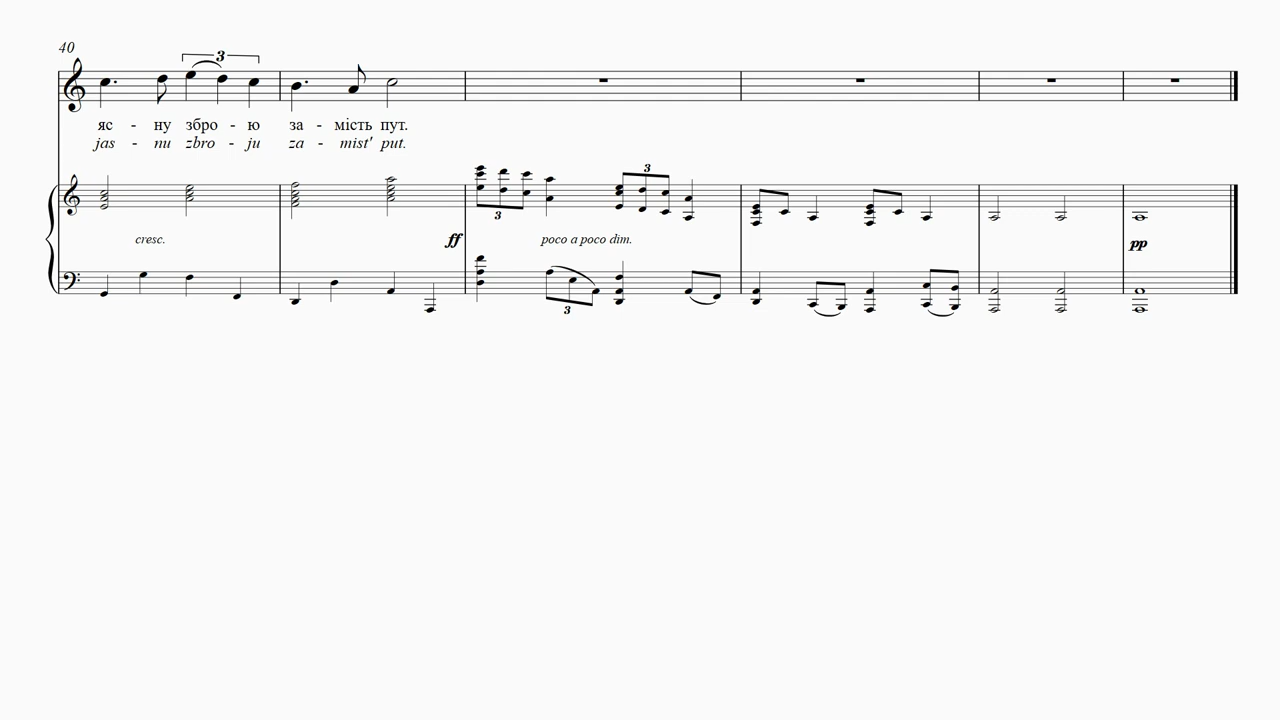 40
3
яс - ну збро - ю за - мість пут.
jas - nu zbro - ju za - mist' put.
3
3
cresc.
ff
poco a poco dim.
pp
3